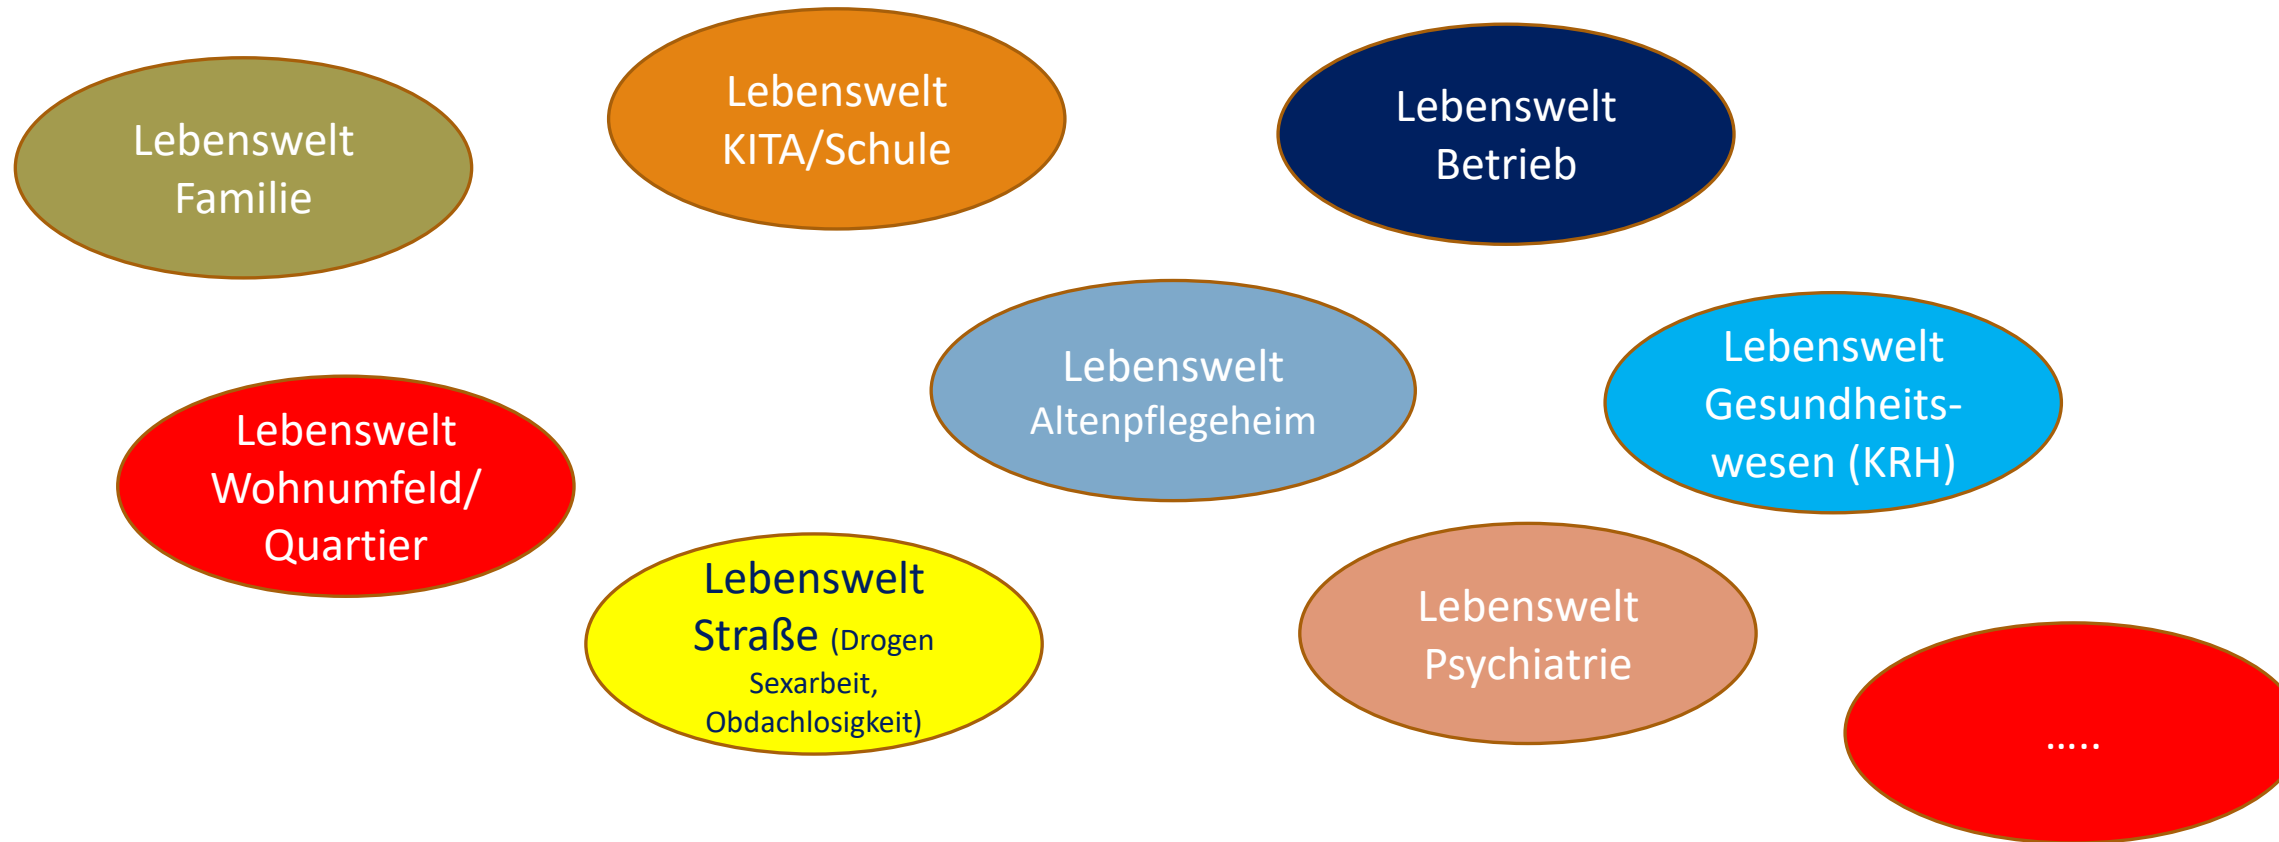 Lebenswelt
Familie
Lebenswelt
KITA/Schule
Lebenswelt
Betrieb
Lebenswelt
Altenpflegeheim
Lebenswelt
Gesundheits-
wesen (KRH)
Lebenswelt
Wohnumfeld/
Quartier
Lebenswelt
Straße (Drogen
Sexarbeit,
Obdachlosigkeit)
Lebenswelt
Psychiatrie
.....